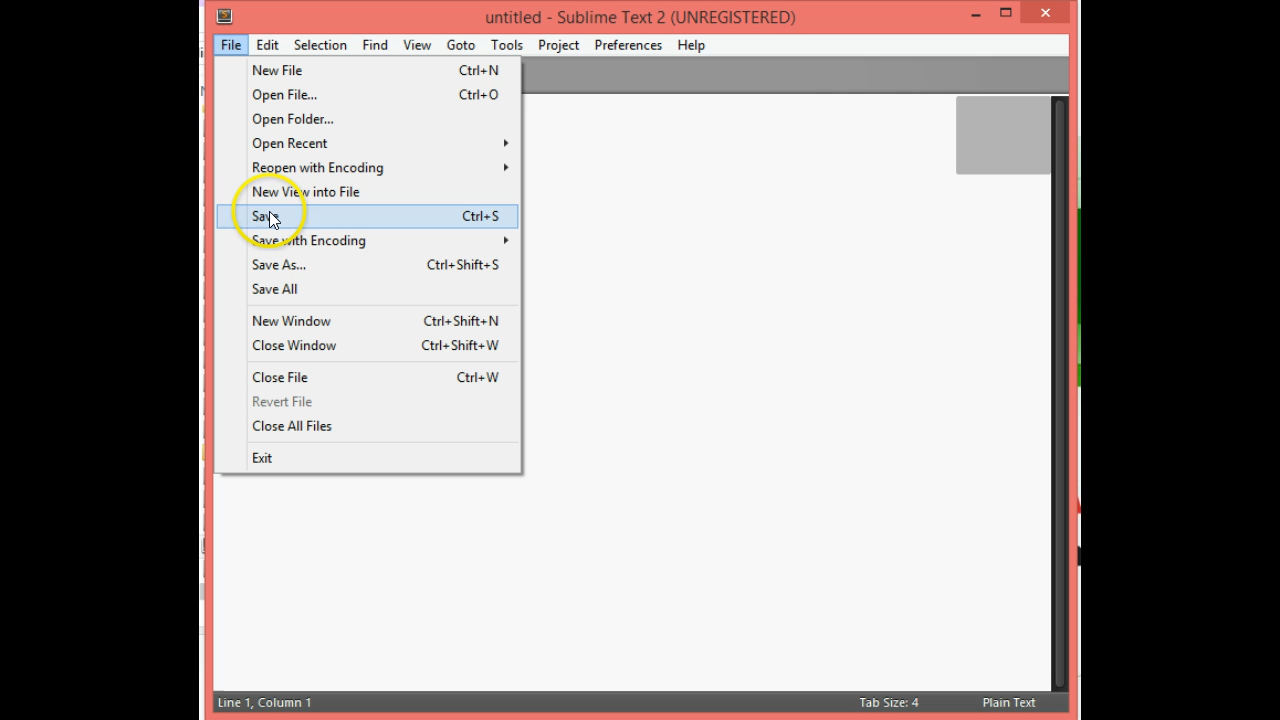 untitled - Sublime Text 2 (UNREGISTERED)
File Edit Selection Find View Goto Tools Project Preferences Help
New File Ctrl+N
Open File... Ctrl+O
Open Folder...
Open Recent
Reopen with Encoding
New View into File
Save Ctrl+S
Save with Encoding
Save As... Ctrl+Shift+S
Save All
New Window Ctrl+Shift+N
Close Window Ctrl+Shift+W
Close File Ctrl+W
Revert File
Close All Files
Exit
Line 1, Column 1 Tab Size: 4 Plain Text